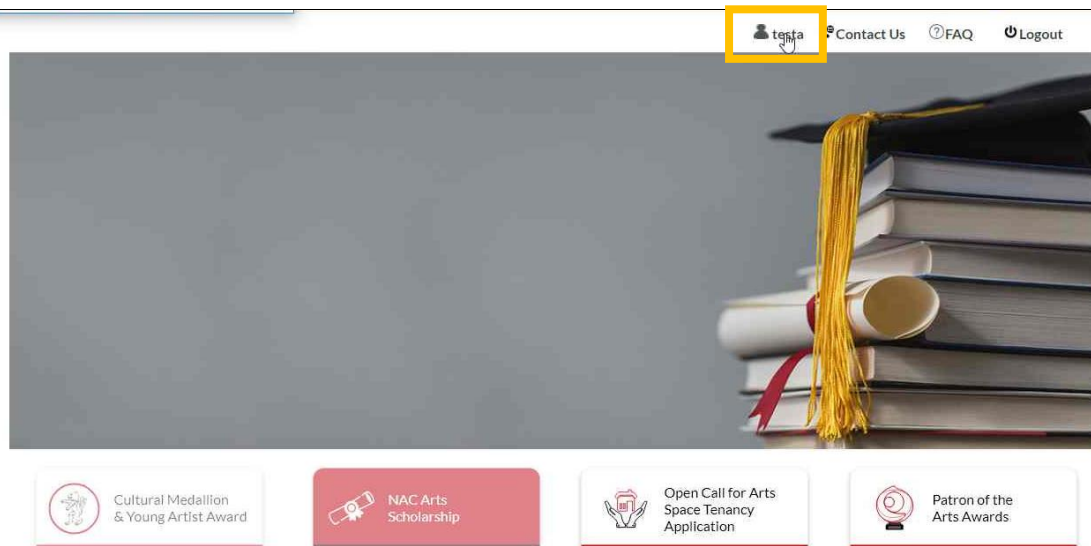 testa Contact Us FAQ Logout
Cultural Medallion
& Young Artist Award
NAC Arts
Scholarship
Open Call for Arts
Space Tenancy
Application
Patron of the
Arts Awards